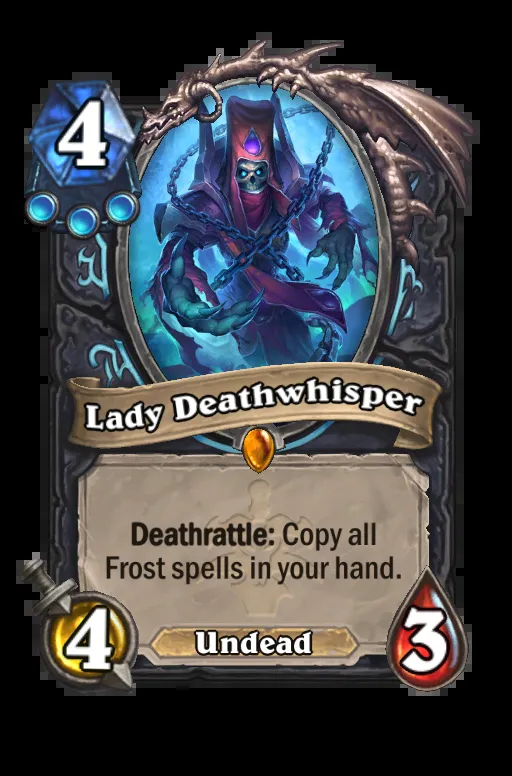 4
Lady Deathwhisper
Deathrattle: Copy all
Frost spells in your hand.
4
Undead
3